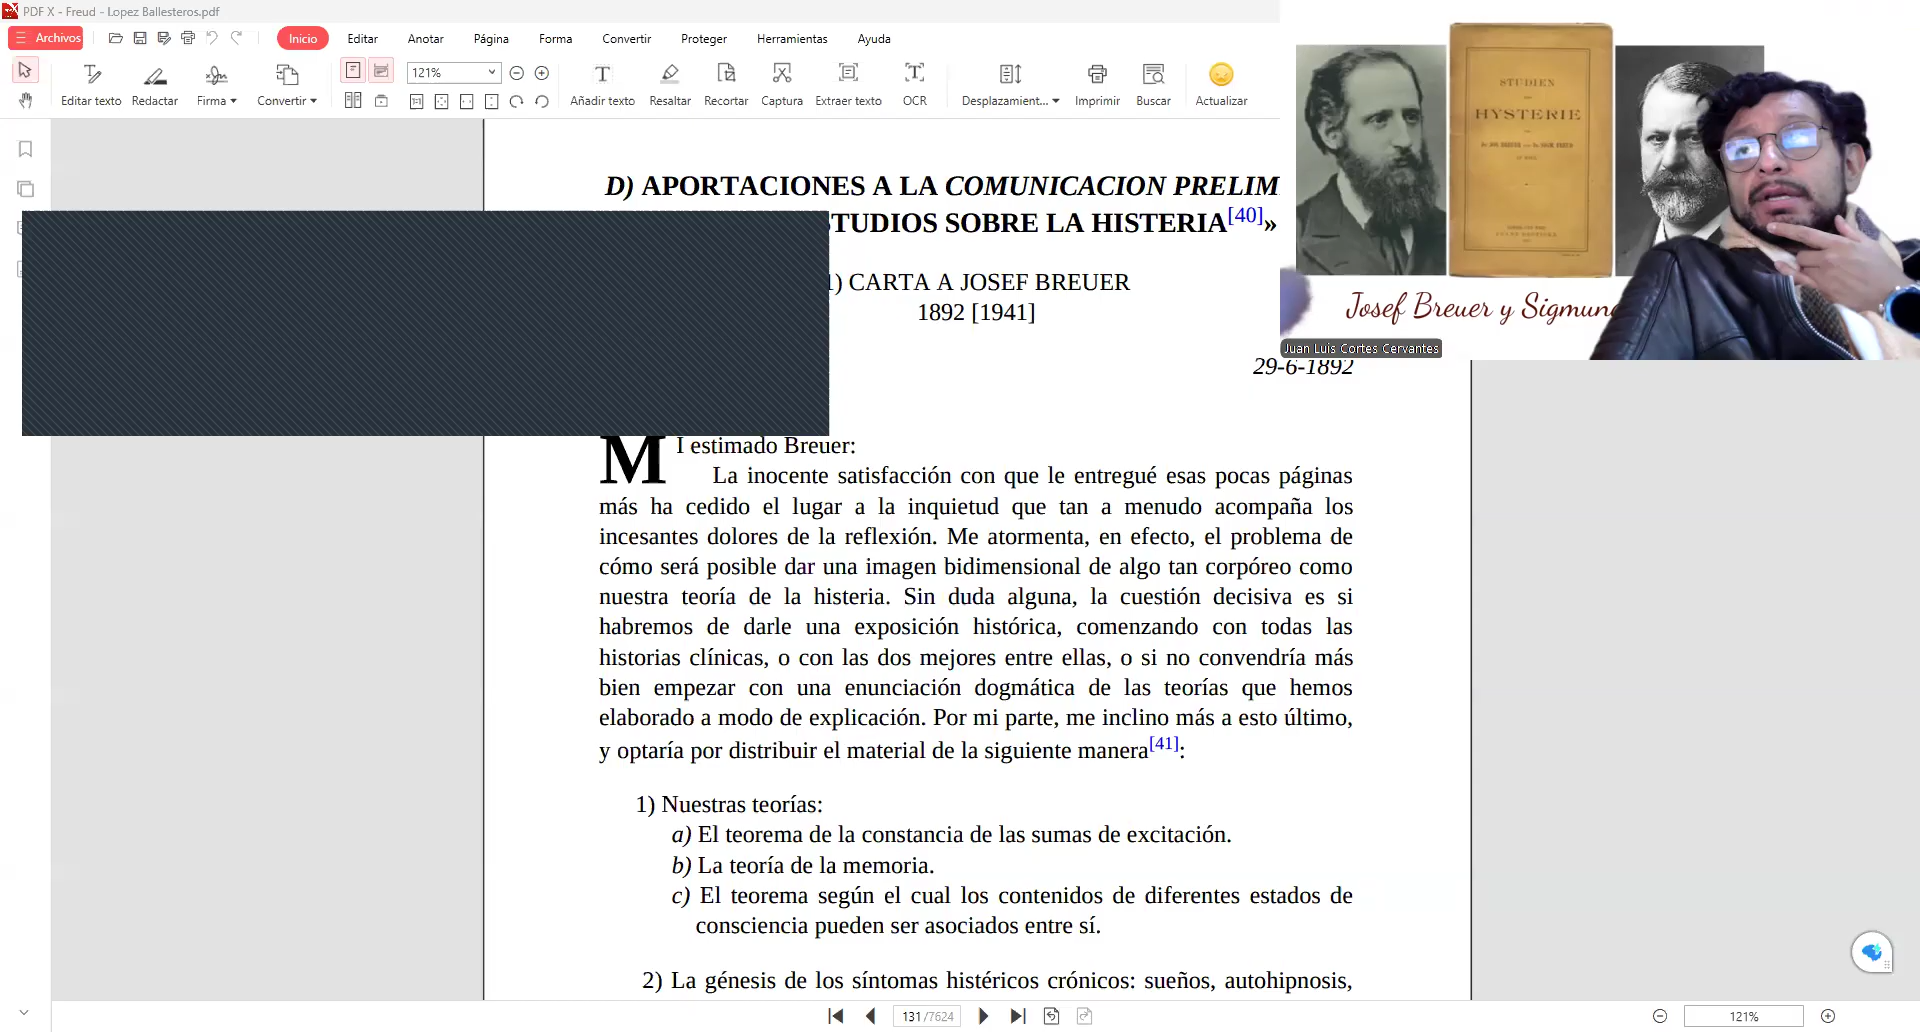 PDF X - Freud - Lopez Ballesteros.pdf
Archivos
Inicio
Editar
Anotar
Página
Forma
Convertir
Proteger
Herramientas
Ayuda
121%
Editar texto
Redactar
Firma
Convertir
Añadir texto
Resaltar
Recortar
Captura
Extraer texto
OCR
Desplazamient...
Imprimir
Buscar
Actualizar
STUDIEN
HYSTERIE
Josef Breuer y Sigmun
Juan Luis Cortes Cervantes
D) APORTACIONES A LA COMUNICACION PRELIM
STUDIOS SOBRE LA HISTERIA[40]»
1) CARTA A JOSEF BREUER
1892 [1941]
29-6-1892
MI estimado Breuer:
La inocente satisfacción con que le entregué esas pocas páginas
más ha cedido el lugar a la inquietud que tan a menudo acompaña los
incesantes dolores de la reflexión. Me atormenta, en efecto, el problema de
cómo será posible dar una imagen bidimensional de algo tan corpóreo como
nuestra teoría de la histeria. Sin duda alguna, la cuestión decisiva es si
habremos de darle una exposición histórica, comenzando con todas las
historias clínicas, o con las dos mejores entre ellas, o si no convendría más
bien empezar con una enunciación dogmática de las teorías que hemos
elaborado a modo de explicación. Por mi parte, me inclino más a esto último,
y optaría por distribuir el material de la siguiente manera[41]:
1) Nuestras teorías:
a) El teorema de la constancia de las sumas de excitación.
b) La teoría de la memoria.
c) El teorema según el cual los contenidos de diferentes estados de
consciencia pueden ser asociados entre sí.
2) La génesis de los síntomas histéricos crónicos: sueños, autohipnosis,
131 /7624
121%